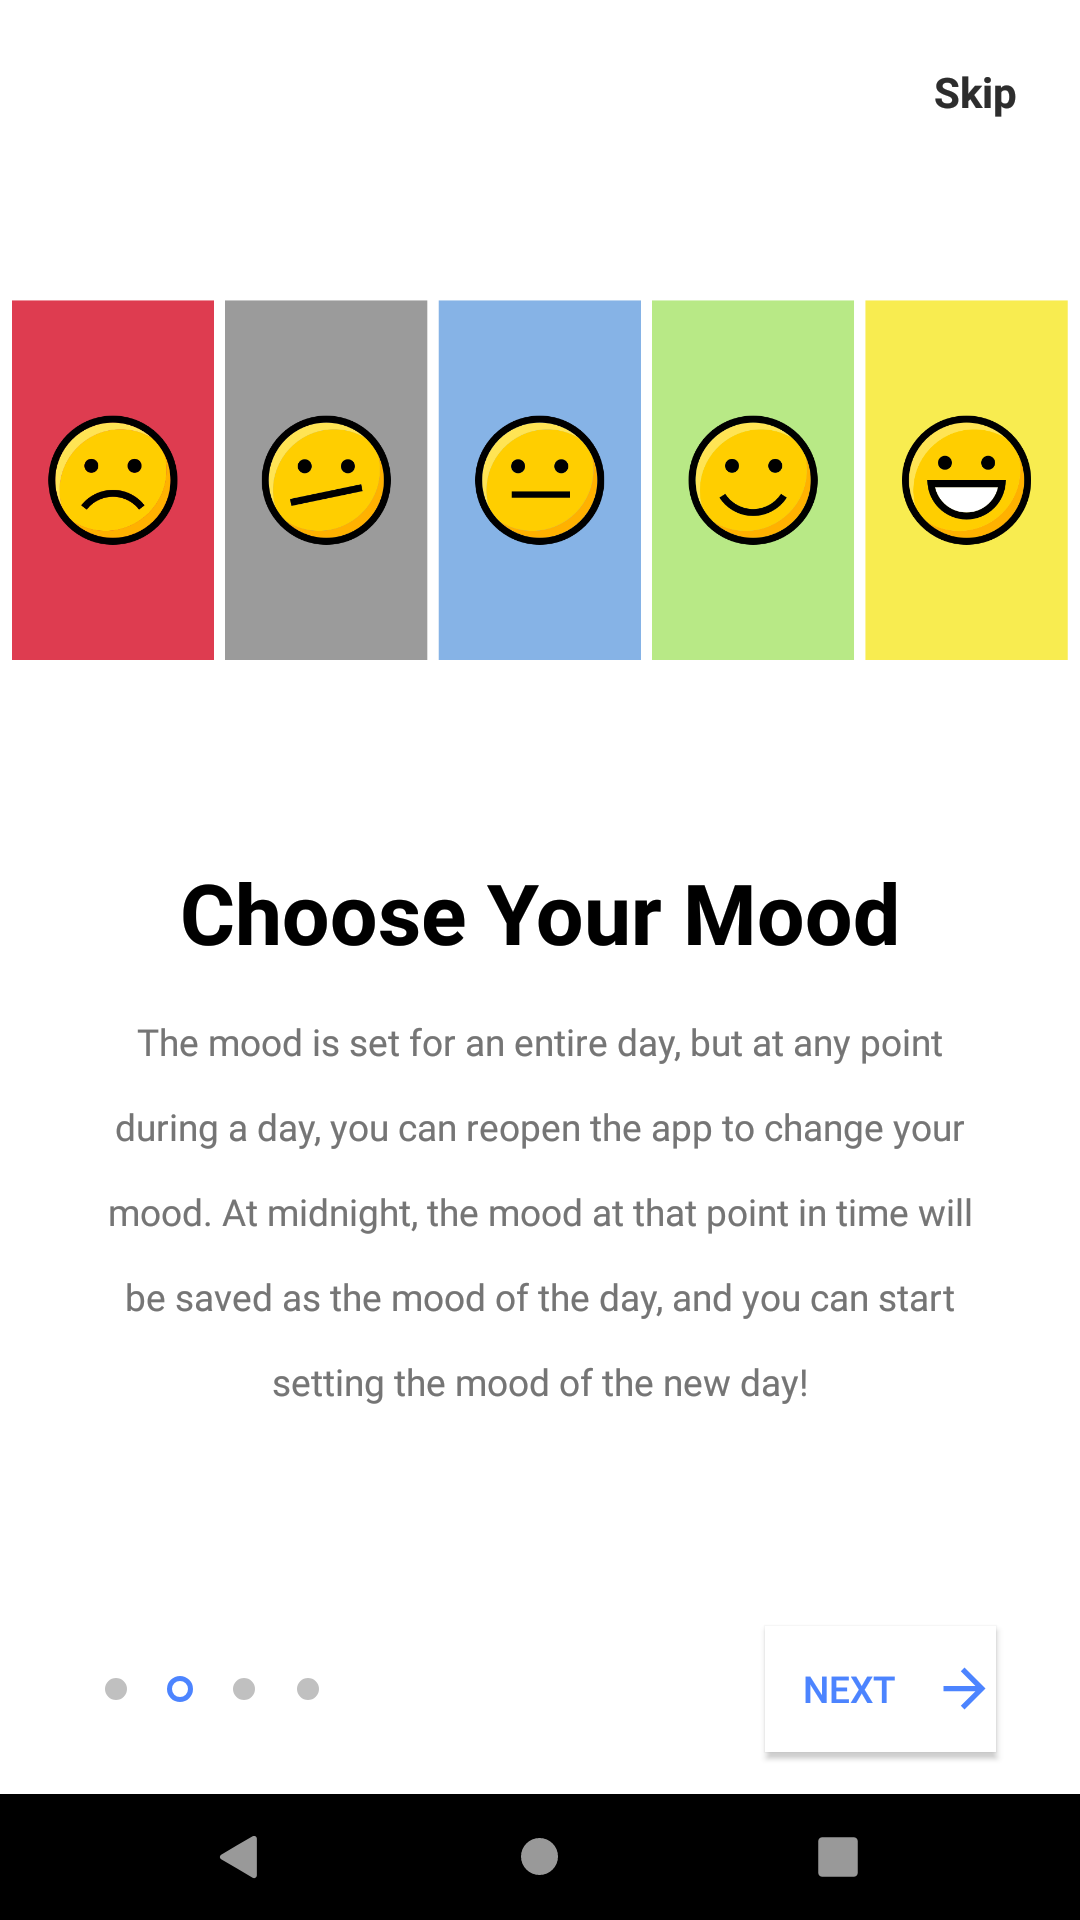 Skip
Choose Your Mood
The mood is set for an entire day, but at any point
during a day, you can reopen the app to change your
mood. At midnight, the mood at that point in time will
be saved as the mood of the day, and you can start
setting the mood of the new day!
NEXT